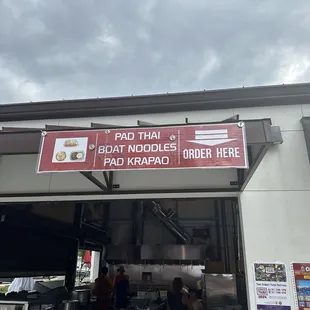 PAD THAI
BOAT NOODLES
PAD KRAPAO
ORDER HERE